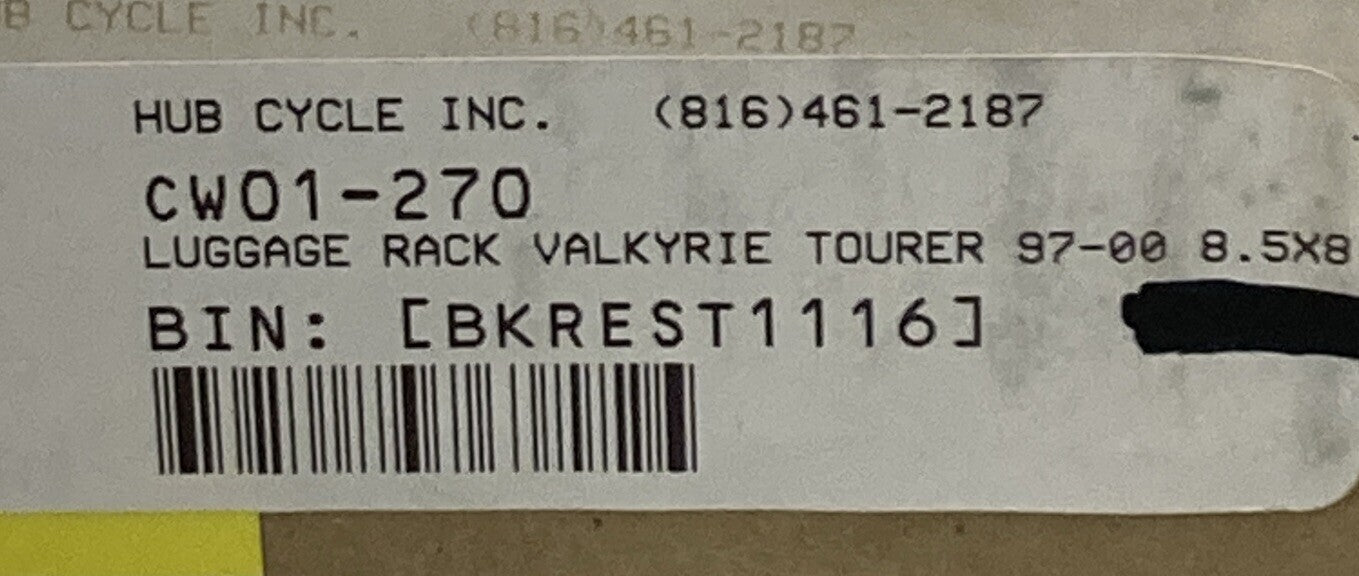 B CYCLE INC. (816)461-2187
HUB CYCLE INC. (816)461-2187
CW01-270
LUGGAGE RACK VALKYRIE TOURER 97-00 8.5X8
BIN: [BKREST1116]